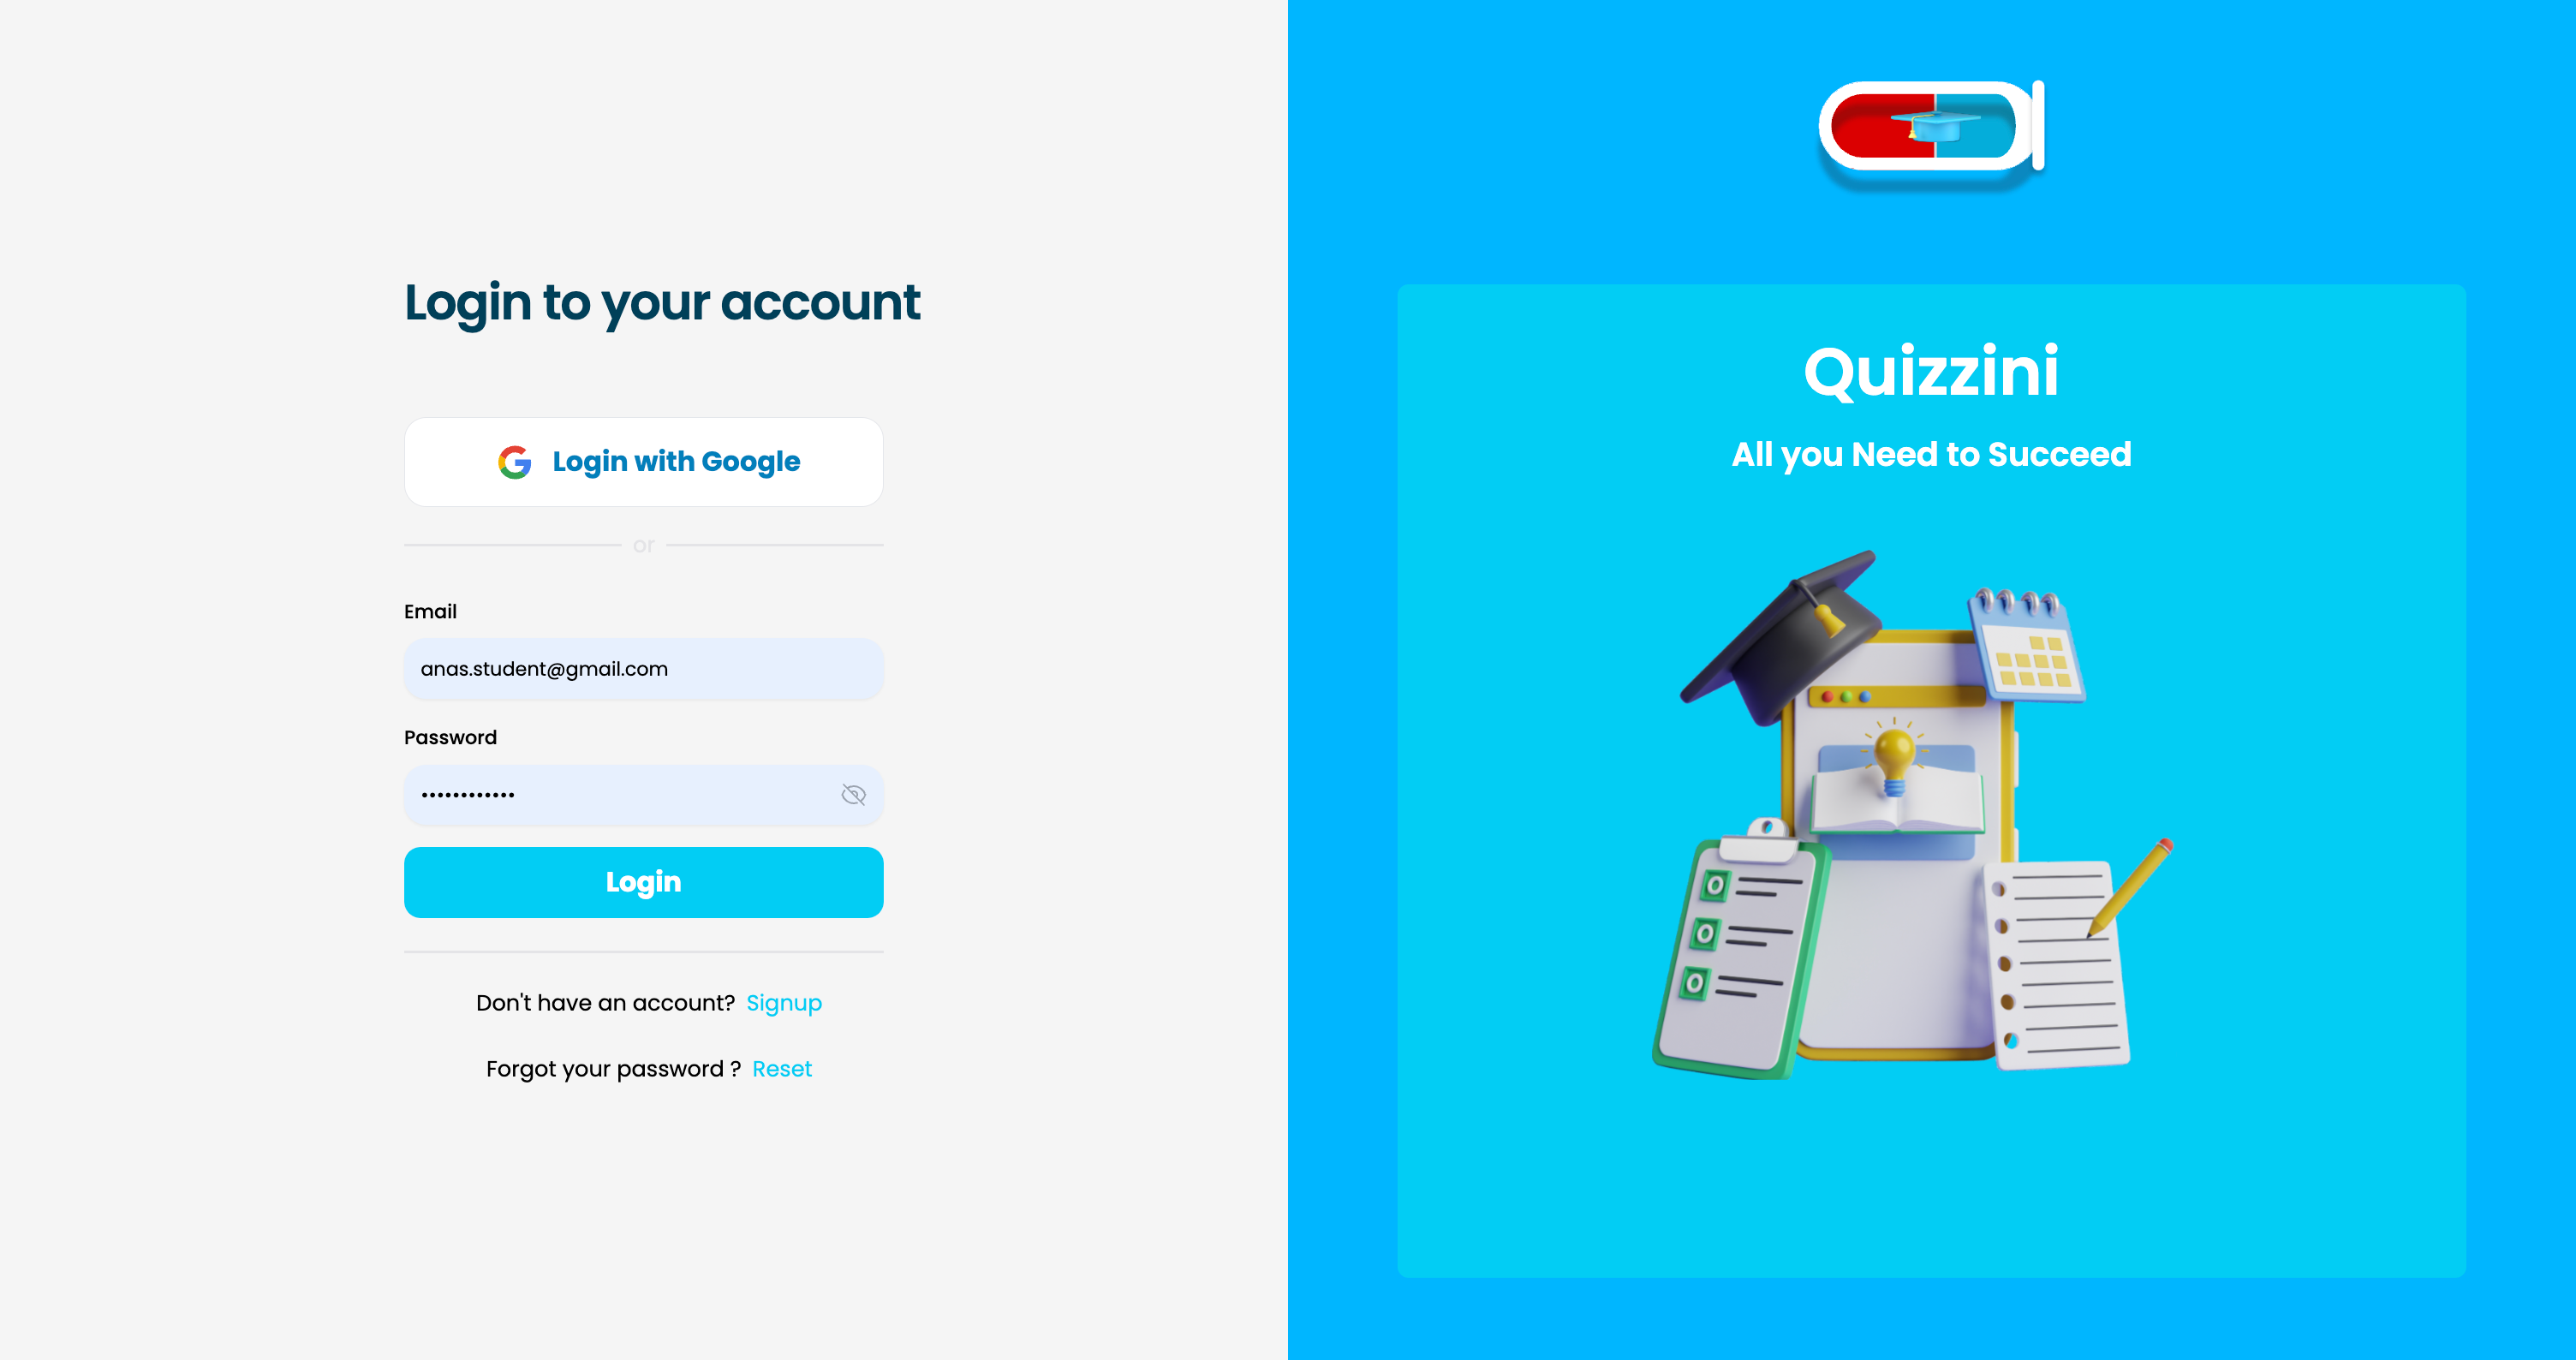 Login to your account
Login with Google
or
Email
anas.student@gmail.com
Password
••••••••••••
Login
Don't have an account? Signup
Forgot your password ? Reset
Quizzini
All you Need to Succeed